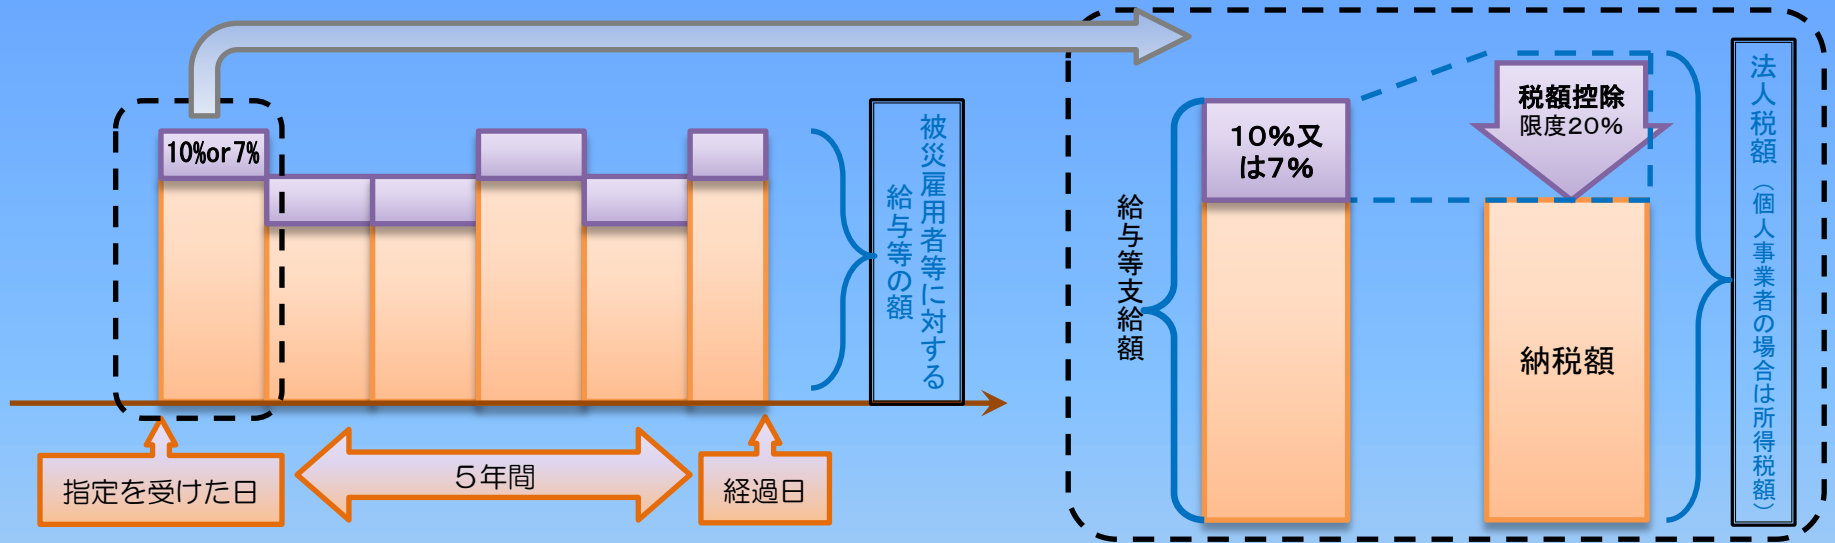 10%or7%
被災雇用者等に対する
給与等の額
指定を受けた日
５年間
経過日
給与等支給額
１０％又
は７％
税額控除
限度２０％
納税額
法人税額（個人事業者の場合は所得税額）